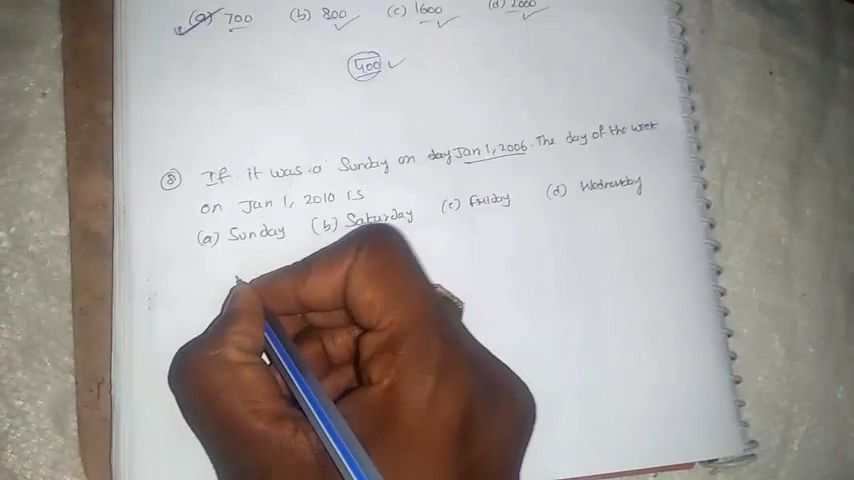 (a) 700 (b) 800 (c) 1600 (d) 2000
400
⑧ If it was a Sunday on day Jan 1, 2006. The day of the week
on Jan 1, 2010 is
(a) Sunday (b) Saturday (c) Friday (d) Wednesday